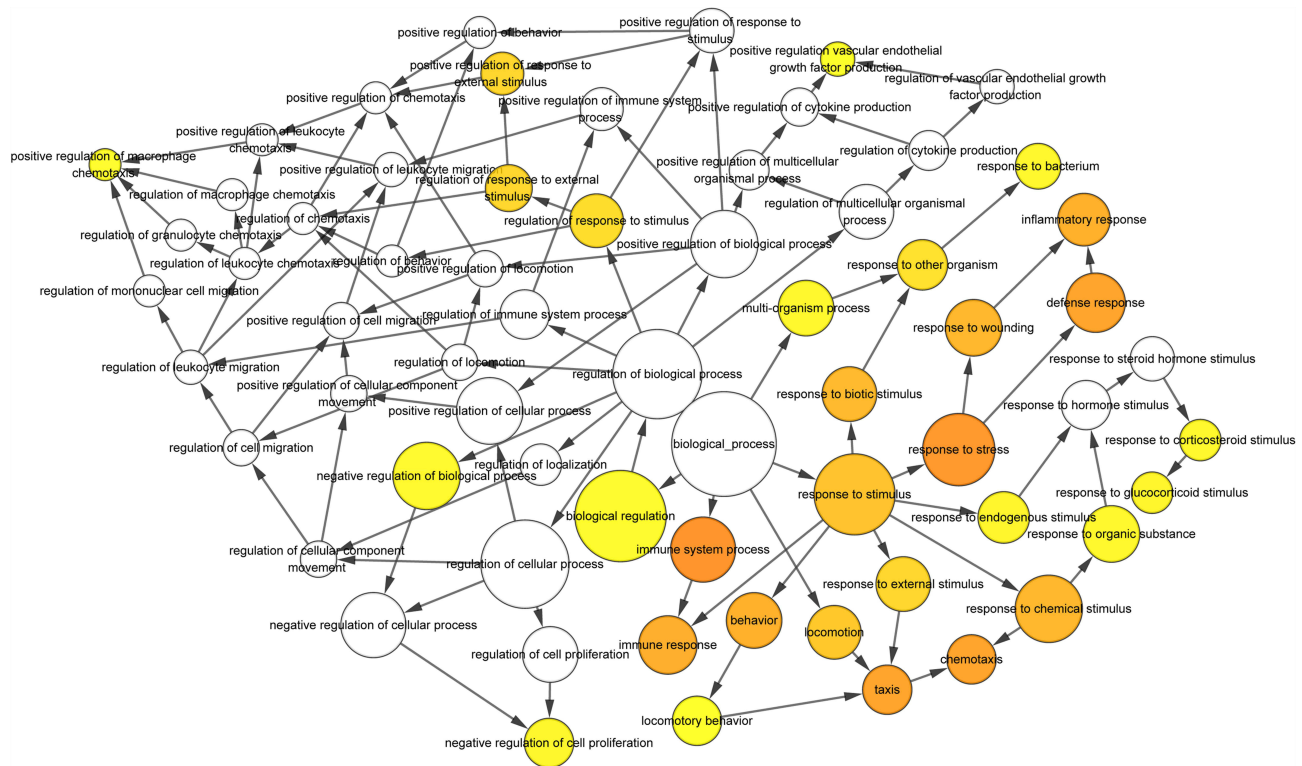 positive regulation of behavior
positive regulation of response to
stimulus
positive regulation of response to
external stimulus
positive regulation vascular endothelial
growth factor production
regulation of vascular endothelial growth
factor production
positive regulation of chemotaxis
positive regulation of immune system
process
positive regulation of cytokine production
positive regulation of leukocyte
chemotaxis
positive regulation of macrophage
chemotaxis
positive regulation of leukocyte migration
regulation of response to external
stimulus
positive regulation of multicellular
organismal process
regulation of cytokine production
response to bacterium
regulation of macrophage chemotaxis
regulation of chemotaxis
regulation of response to stimulus
regulation of multicellular organismal
process
inflammatory response
regulation of granulocyte chemotaxis
positive regulation of biological process
regulation of leukocyte chemotaxis
regulation of behavior
positive regulation of locomotion
response to other organism
regulation of mononuclear cell migration
multi-organism process
defense response
positive regulation of cell migration
regulation of immune system process
response to wounding
regulation of leukocyte migration
regulation of locomotion
regulation of biological process
response to steroid hormone stimulus
positive regulation of cellular component
movement
positive regulation of cellular process
response to biotic stimulus
response to hormone stimulus
regulation of cell migration
biological_process
response to stress
response to corticosteroid stimulus
negative regulation of biological process
regulation of localization
response to stimulus
response to glucocorticoid stimulus
biological regulation
response to endogenous stimulus
response to organic substance
regulation of cellular component
movement
regulation of cellular process
immune system process
response to external stimulus
response to chemical stimulus
negative regulation of cellular process
behavior
locomotion
immune response
regulation of cell proliferation
chemotaxis
taxis
locomotory behavior
negative regulation of cell proliferation